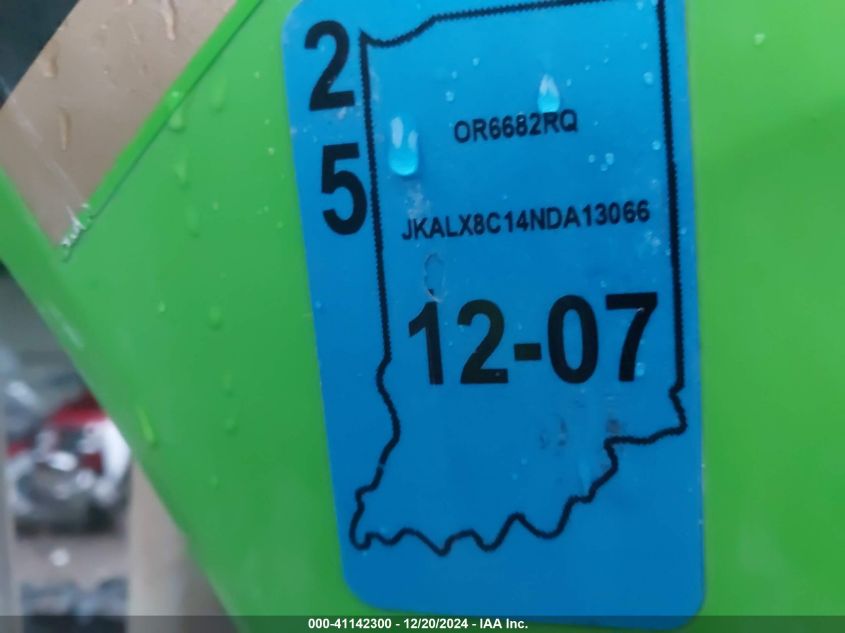 2
5
OR6682RQ
JKALX8C14NDA13066
12-07
000-41142300 - 12/20/2024 - IAA Inc.